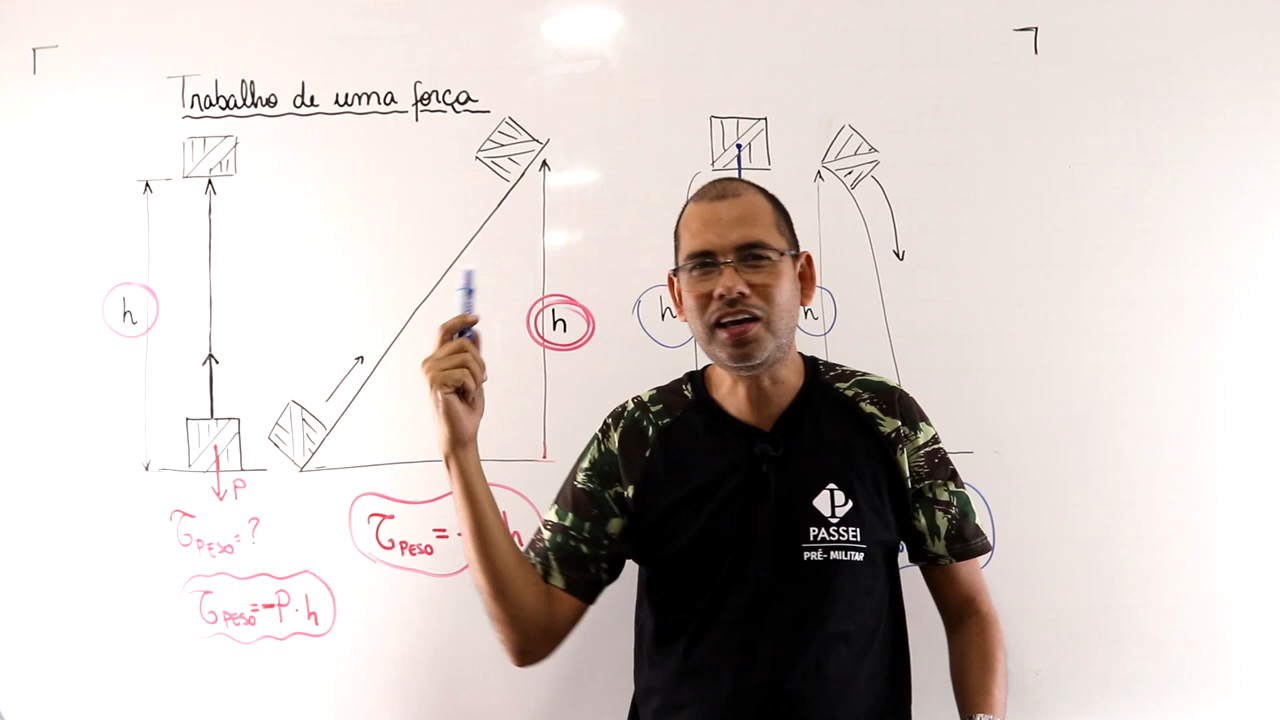 Trabalho de uma força
h
h
h
h
P
τPESO=?
τPESO=-P·h
τPESO=- h
PASSEI
PRÉ-MILITAR